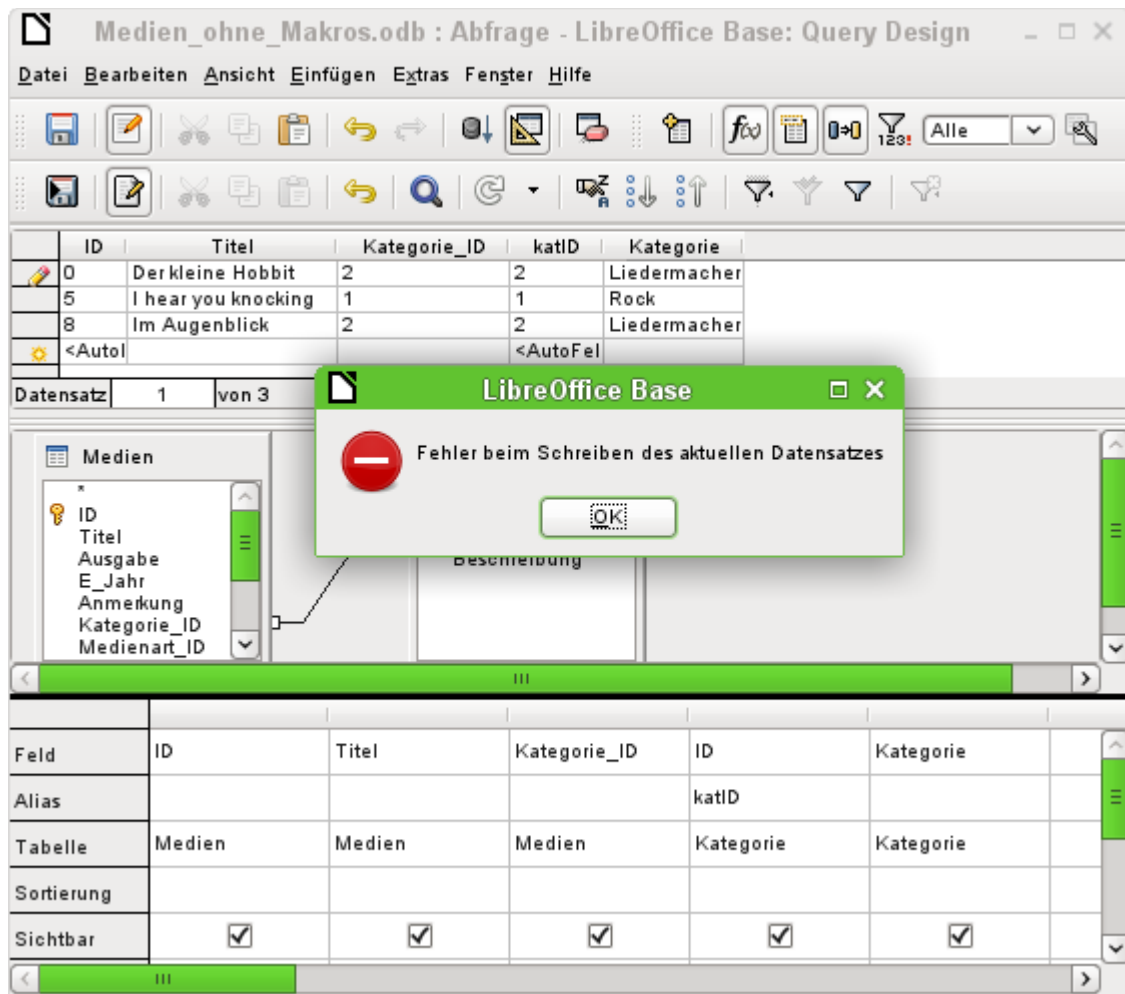 Medien_ohne_Makros.odb : Abfrage - LibreOffice Base: Query Design
Datei Bearbeiten Ansicht Einfügen Extras Fenster Hilfe
f(x) 123! Alle
Z A
ID Titel Kategorie_ID katID Kategorie
0 Der kleine Hobbit 2 2 Liedermacher
5 I hear you knocking 1 1 Rock
8 Im Augenblick 2 2 Liedermacher
<Autol <AutoFel
Datensatz 1 von 3
LibreOffice Base
Fehler beim Schreiben des aktuellen Datensatzes
OK
Medien
*
ID
Titel
Ausgabe
E_Jahr
Anmerkung
Kategorie_ID
Medienart_ID
Beschreibung
Feld ID Titel Kategorie_ID ID Kategorie
Alias katID
Tabelle Medien Medien Medien Kategorie Kategorie
Sortierung
Sichtbar